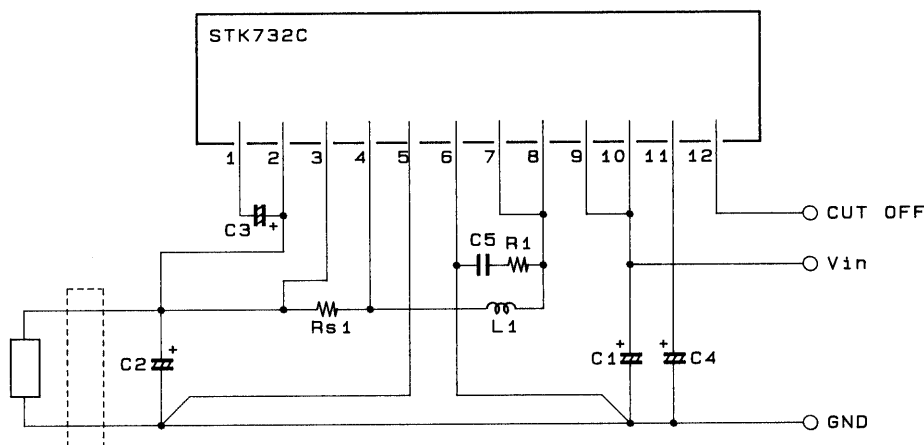 STK732C
1 2 3 4 5 6 7 8 9 10 11 12
CUT OFF
C3 +
C5 R1
Vin
Rs1 L1
C2 + C1 + + C4
GND